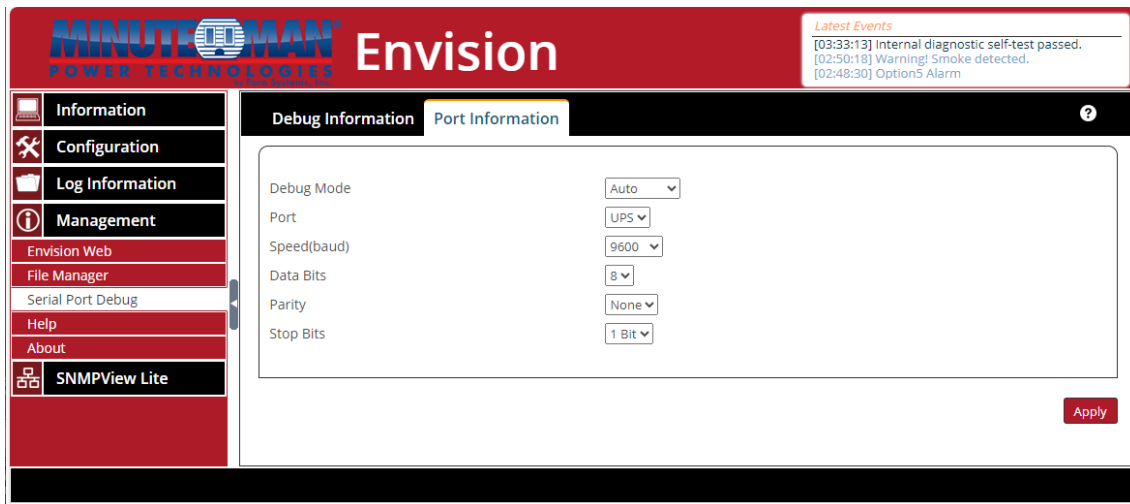 MINUTEMAN®
POWER TECHNOLOGIES
Envision
Latest Events
[03:33:13] Internal diagnostic self-test passed.
[02:50:18] Warning! Smoke detected.
[02:48:30] Option5 Alarm
Information
Configuration
Log Information
Management
Envision Web
File Manager
Serial Port Debug
Help
About
SNMPView Lite
Debug Information
Port Information
?
Debug Mode
Auto
Port
UPS
Speed(baud)
9600
Data Bits
8
Parity
None
Stop Bits
1 Bit
Apply